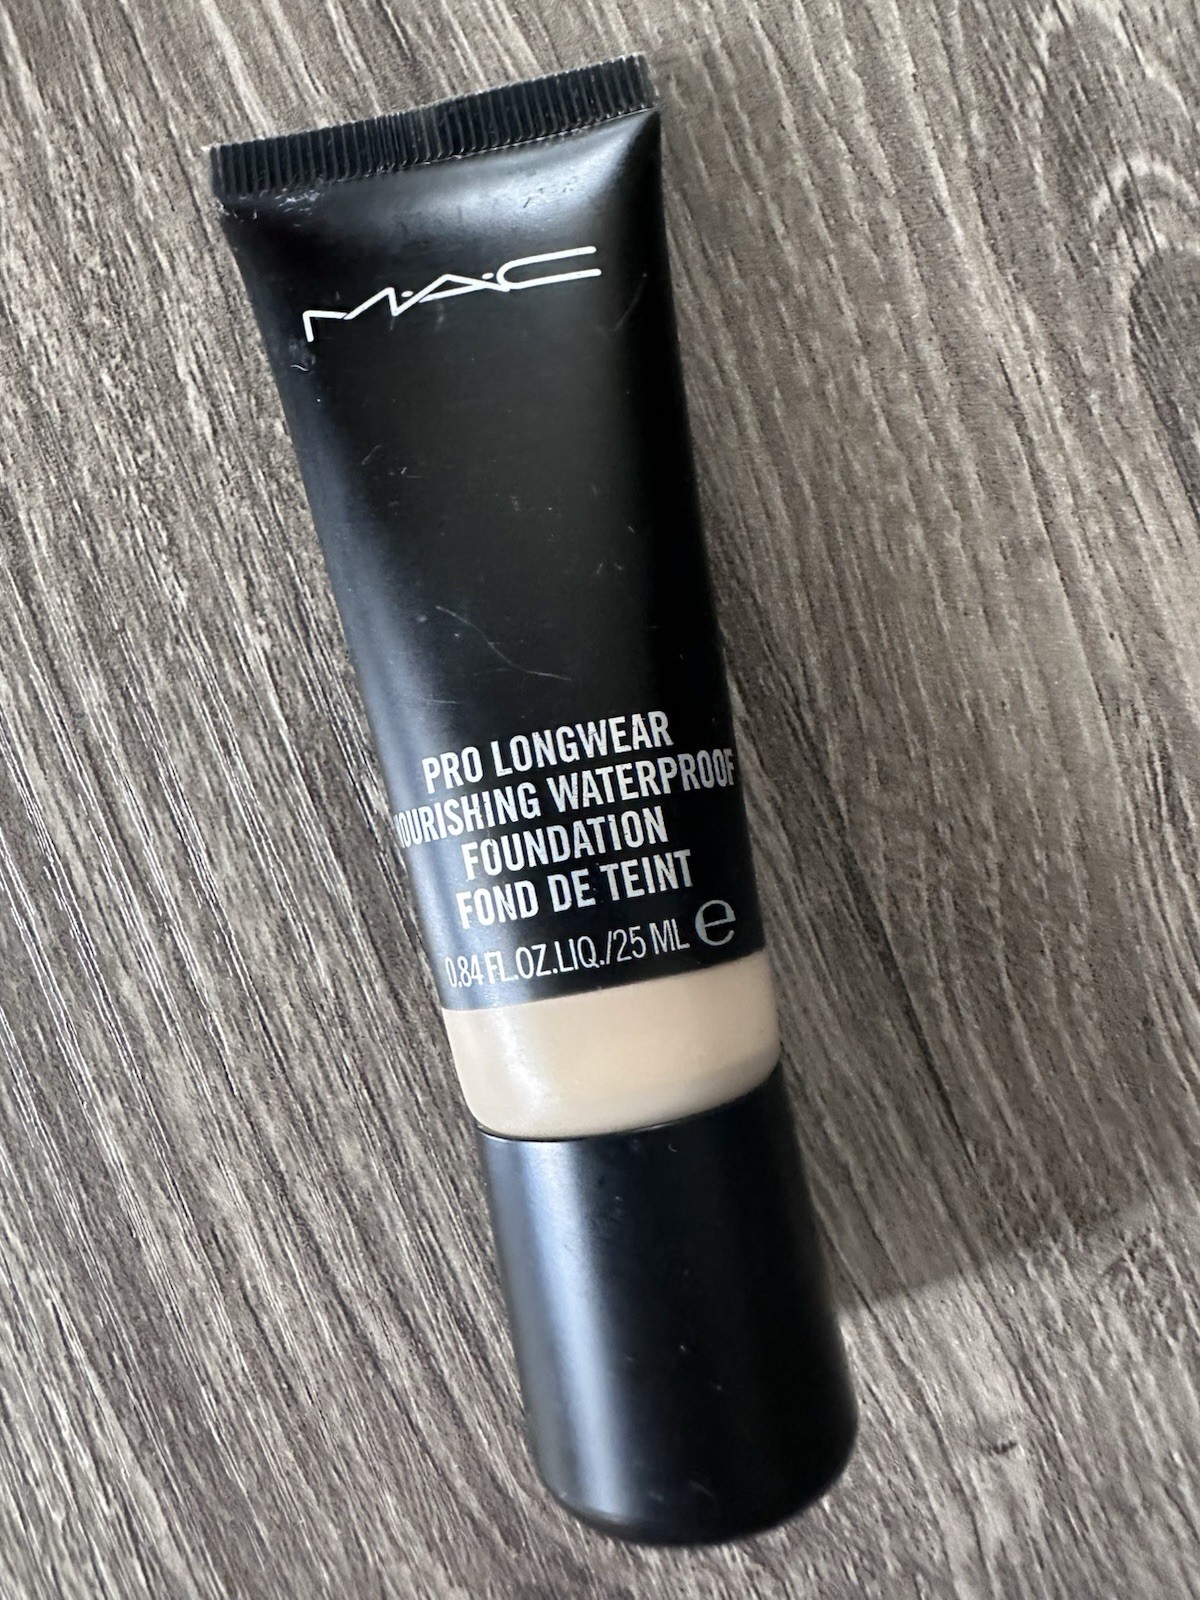 M·A·C
PRO LONGWEAR
NOURISHING WATERPROOF
FOUNDATION
FOND DE TEINT
0.84 FL.OZ.LIQ./25 ML e